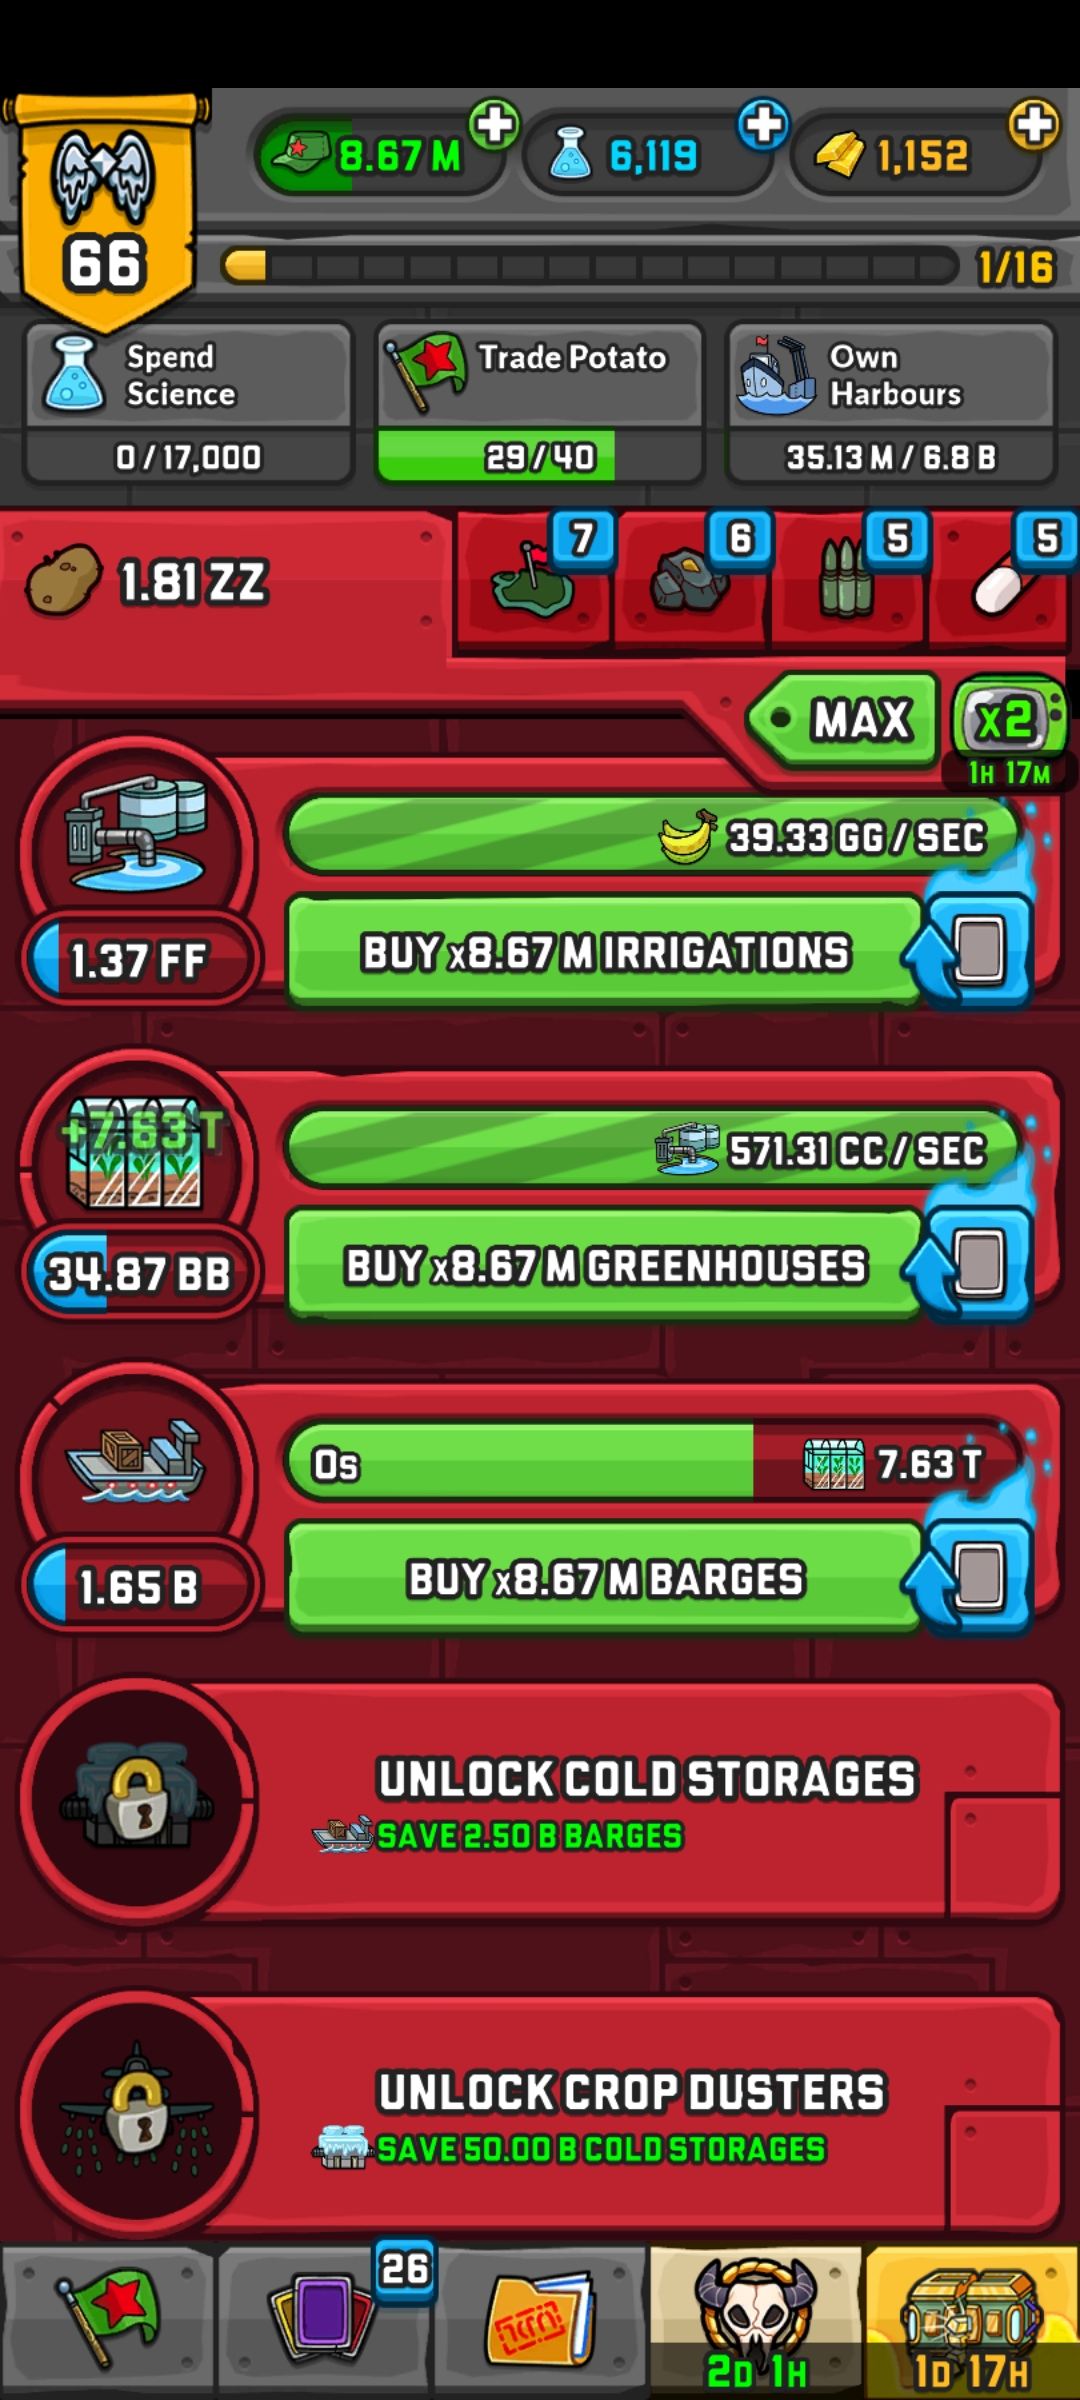 66
8.67 M
6,119
1,152
1/16
Spend
Science
0 / 17,000
Trade Potato
29 / 40
Own
Harbours
35.13 M / 6.8 B
1.81 ZZ
7
6
5
5
MAX
x2
1H 17M
39.33 GG / SEC
1.37 FF
BUY x8.67 M IRRIGATIONS
+7.63 T
571.31 CC / SEC
34.87 BB
BUY x8.67 M GREENHOUSES
0s
7.63 T
1.65 B
BUY x8.67 M BARGES
UNLOCK COLD STORAGES
SAVE 2.50 B BARGES
UNLOCK CROP DUSTERS
SAVE 50.00 B COLD STORAGES
26
2D 1H
1D 17H